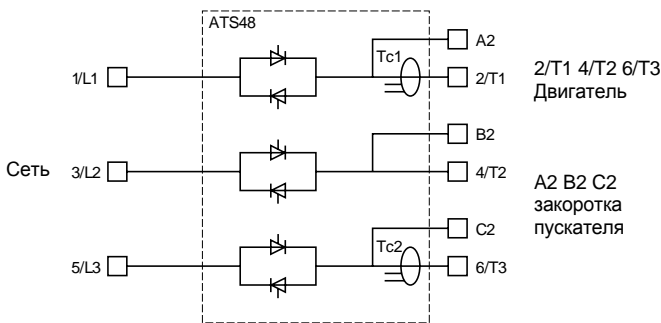 ATS48
A2
Tc1
1/L1
2/T1
2/T1 4/T2 6/T3
Двигатель
B2
Сеть
3/L2
4/T2
A2 B2 C2
закоротка
пускателя
C2
Tc2
5/L3
6/T3